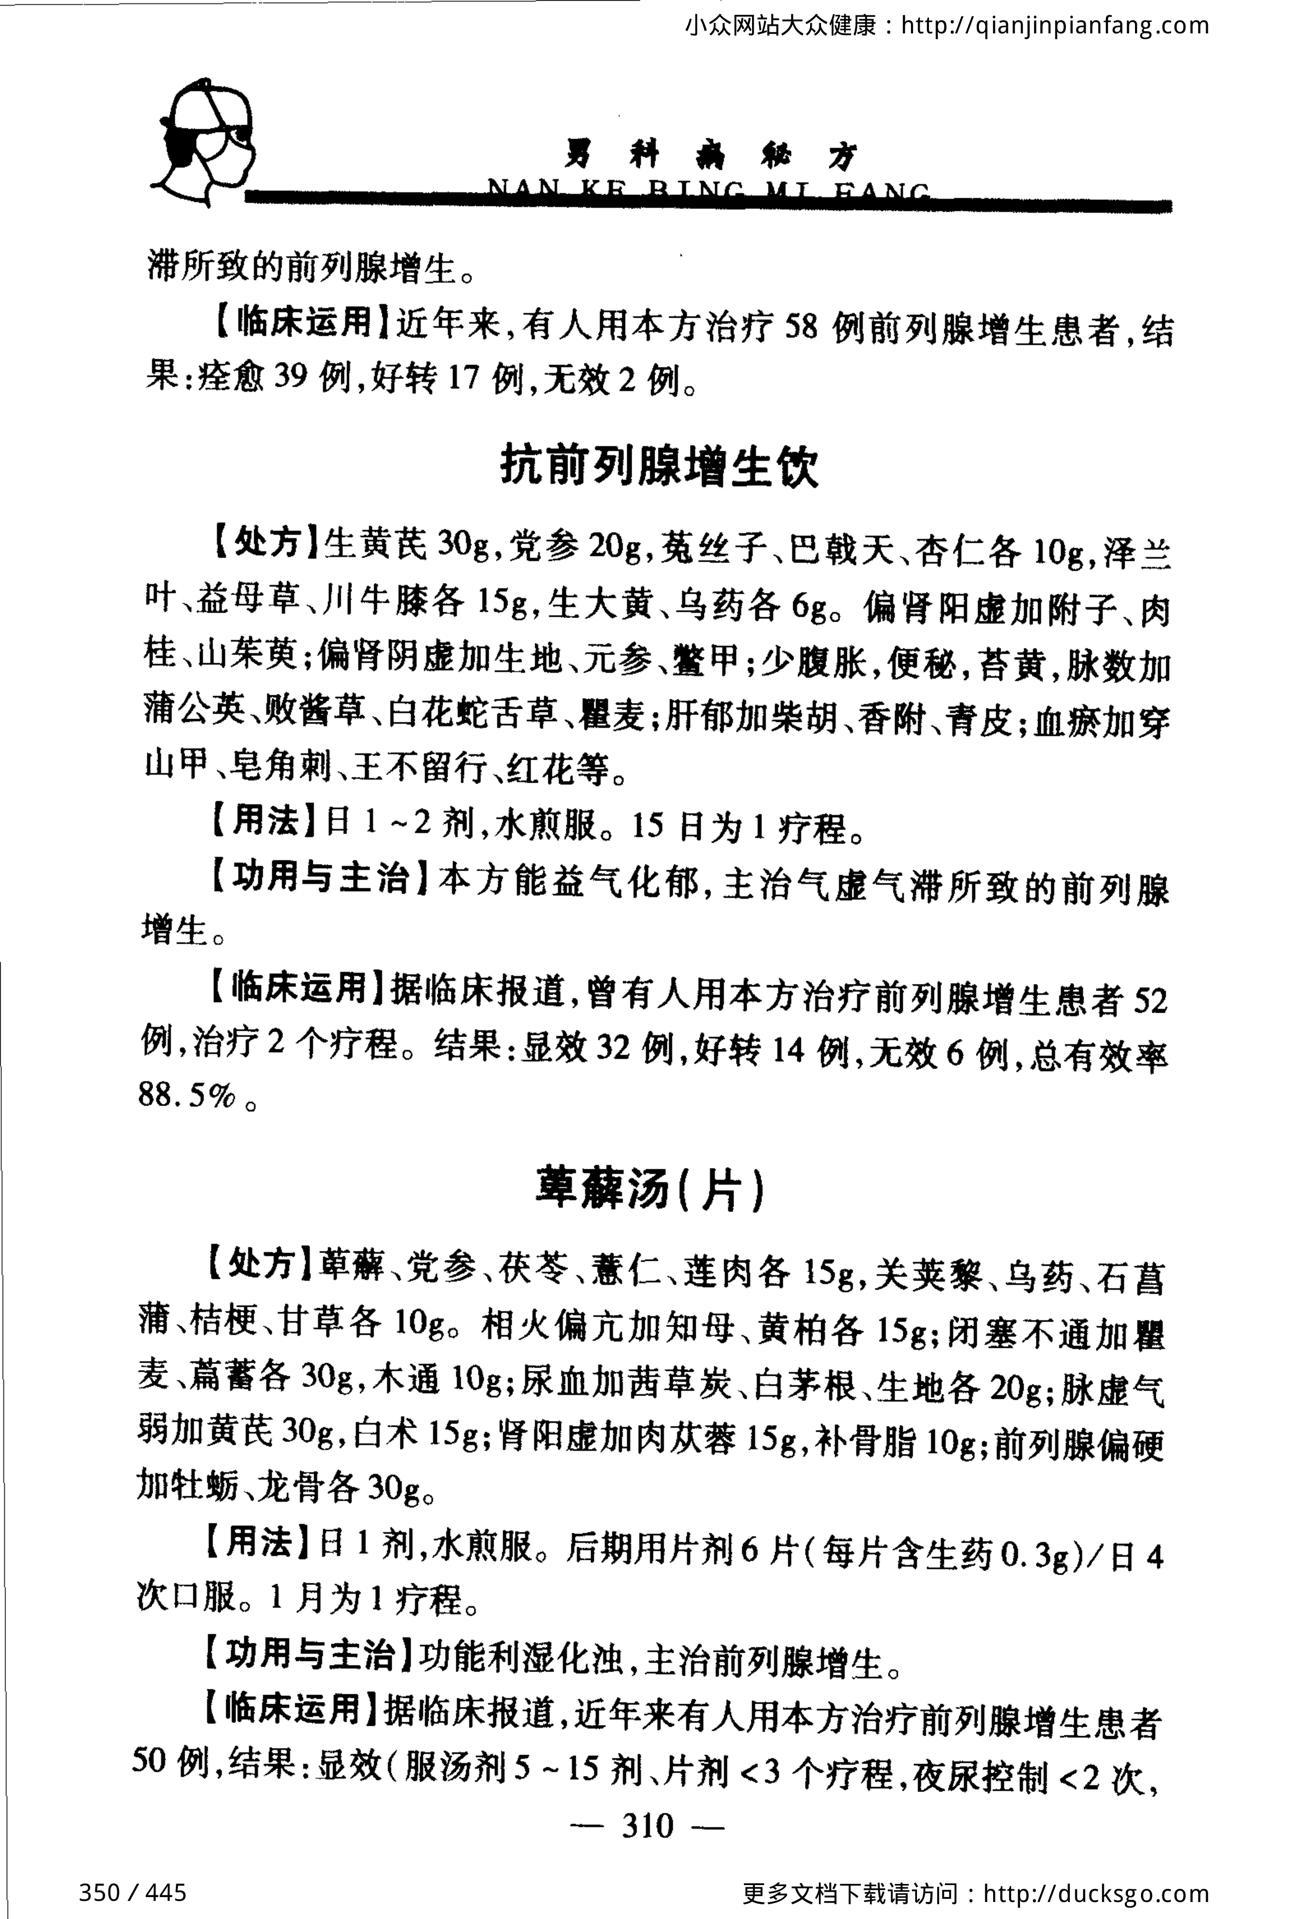 小众网站大众健康：http://qianjinpianfang.com
男科病秘方
NAN KE BING MI FANG
滞所致的前列腺增生。
【临床运用】近年来,有人用本方治疗 58 例前列腺增生患者,结
果:痊愈 39 例,好转 17 例,无效 2 例。
抗前列腺增生饮
【处方】生黄芪 30g,党参 20g,菟丝子、巴戟天、杏仁各 10g,泽兰
叶、益母草、川牛膝各 15g,生大黄、乌药各 6g。偏肾阳虚加附子、肉
桂、山茱萸;偏肾阴虚加生地、元参、鳖甲;少腹胀,便秘,苔黄,脉数加
蒲公英、败酱草、白花蛇舌草、瞿麦;肝郁加柴胡、香附、青皮;血瘀加穿
山甲、皂角刺、王不留行、红花等。
【用法】日 1～2 剂,水煎服。15 日为 1 疗程。
【功用与主治】本方能益气化郁,主治气虚气滞所致的前列腺
增生。
【临床运用】据临床报道,曾有人用本方治疗前列腺增生患者 52
例,治疗 2 个疗程。结果:显效 32 例,好转 14 例,无效 6 例,总有效率
88.5%。
萆薢汤(片)
【处方】萆薢、党参、茯苓、薏仁、莲肉各 15g,关荚黎、乌药、石菖
蒲、桔梗、甘草各 10g。相火偏亢加知母、黄柏各 15g;闭塞不通加瞿
麦、萹蓄各 30g,木通 10g;尿血加茜草炭、白茅根、生地各 20g;脉虚气
弱加黄芪 30g,白术 15g;肾阳虚加肉苁蓉 15g,补骨脂 10g;前列腺偏硬
加牡蛎、龙骨各 30g。
【用法】日 1 剂,水煎服。后期用片剂 6 片(每片含生药 0.3g)/日 4
次口服。1 月为 1 疗程。
【功用与主治】功能利湿化浊,主治前列腺增生。
【临床运用】据临床报道,近年来有人用本方治疗前列腺增生患者
50 例,结果:显效(服汤剂 5～15 剂、片剂<3 个疗程,夜尿控制<2 次,
— 310 —
350 / 445
更多文档下载请访问：http://ducksgo.com